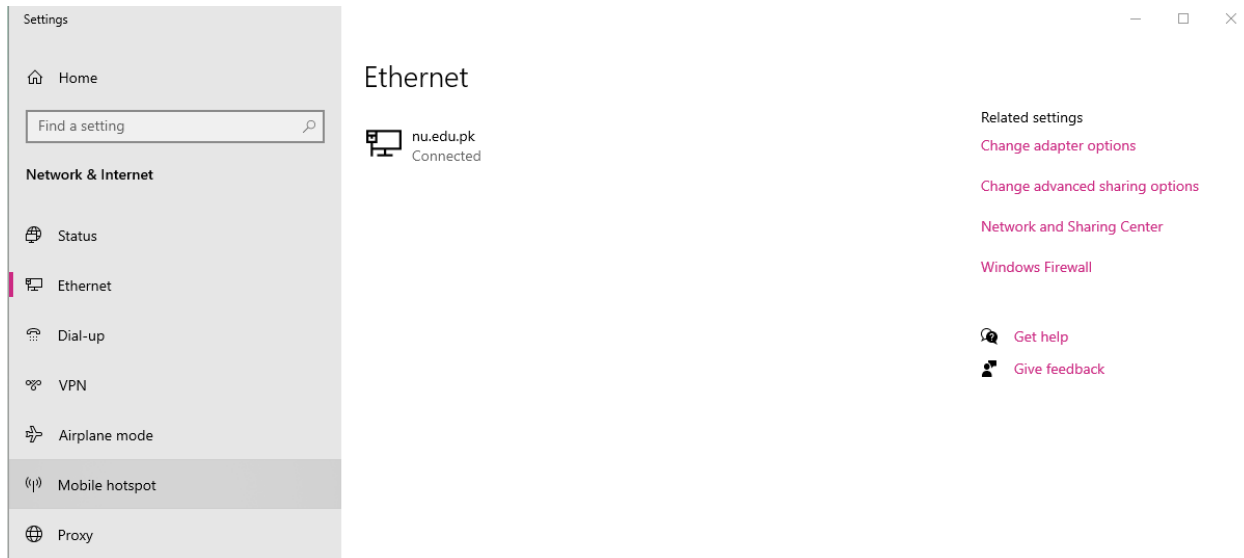 Settings
Home
Find a setting
Network & Internet
Status
Ethernet
Dial-up
VPN
Airplane mode
Mobile hotspot
Proxy
Ethernet
nu.edu.pk
Connected
Related settings
Change adapter options
Change advanced sharing options
Network and Sharing Center
Windows Firewall
Get help
Give feedback